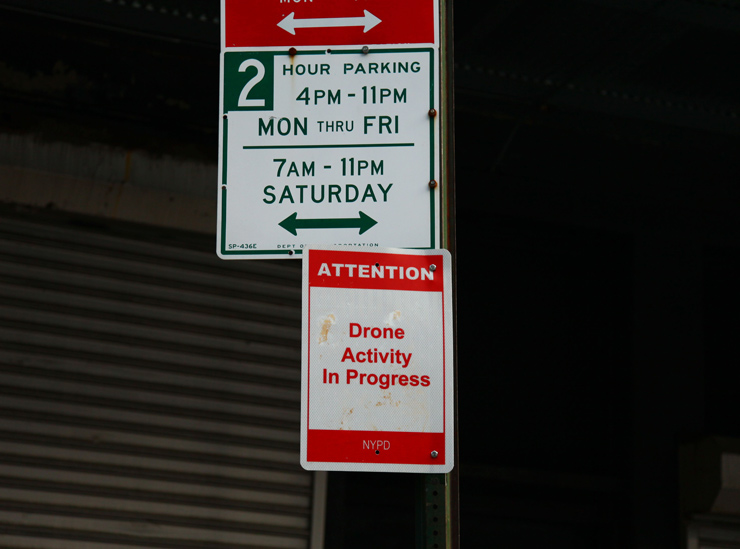 2 HOUR PARKING
4PM - 11PM
MON THRU FRI
7AM - 11PM
SATURDAY
SP-436E DEPT
ATTENTION
Drone
Activity
In Progress
NYPD